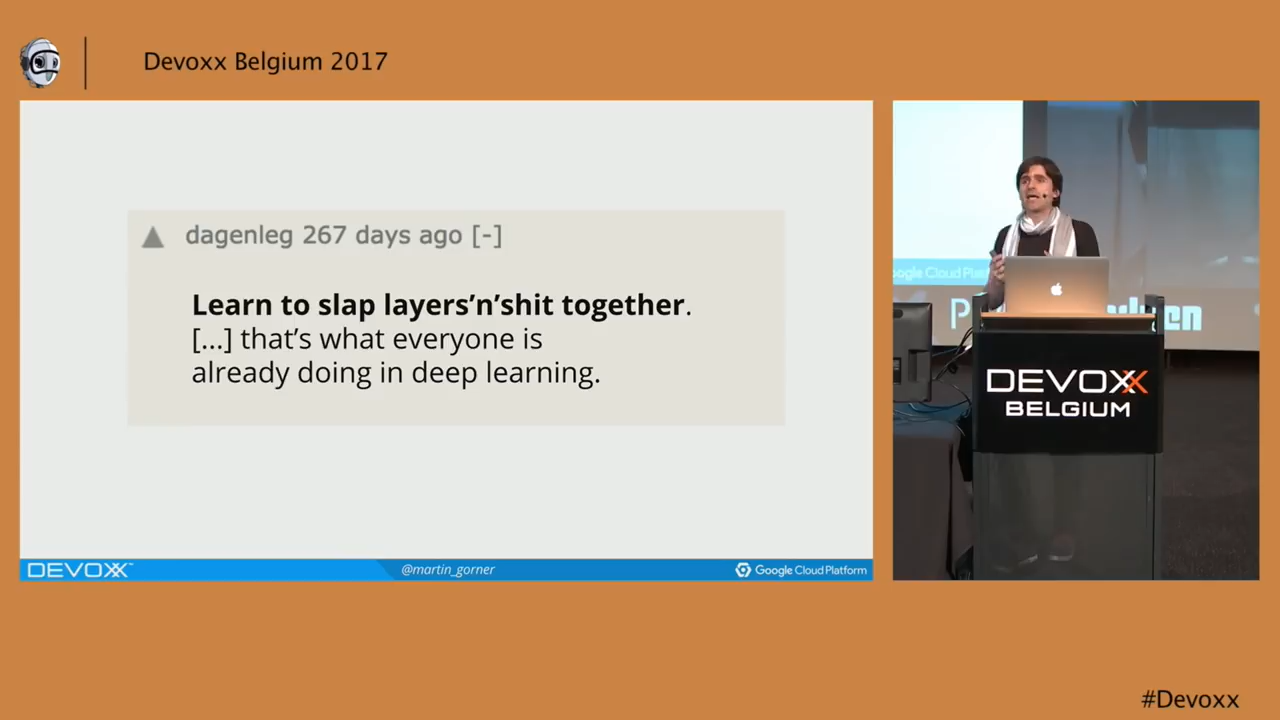 Devoxx Belgium 2017
dagenleg 267 days ago [-]
Learn to slap layers’n’shit together.
[...] that’s what everyone is
already doing in deep learning.
DEVOXX™
@martin_gorner
Google Cloud Platform
DEVOXX
BELGIUM
#Devoxx